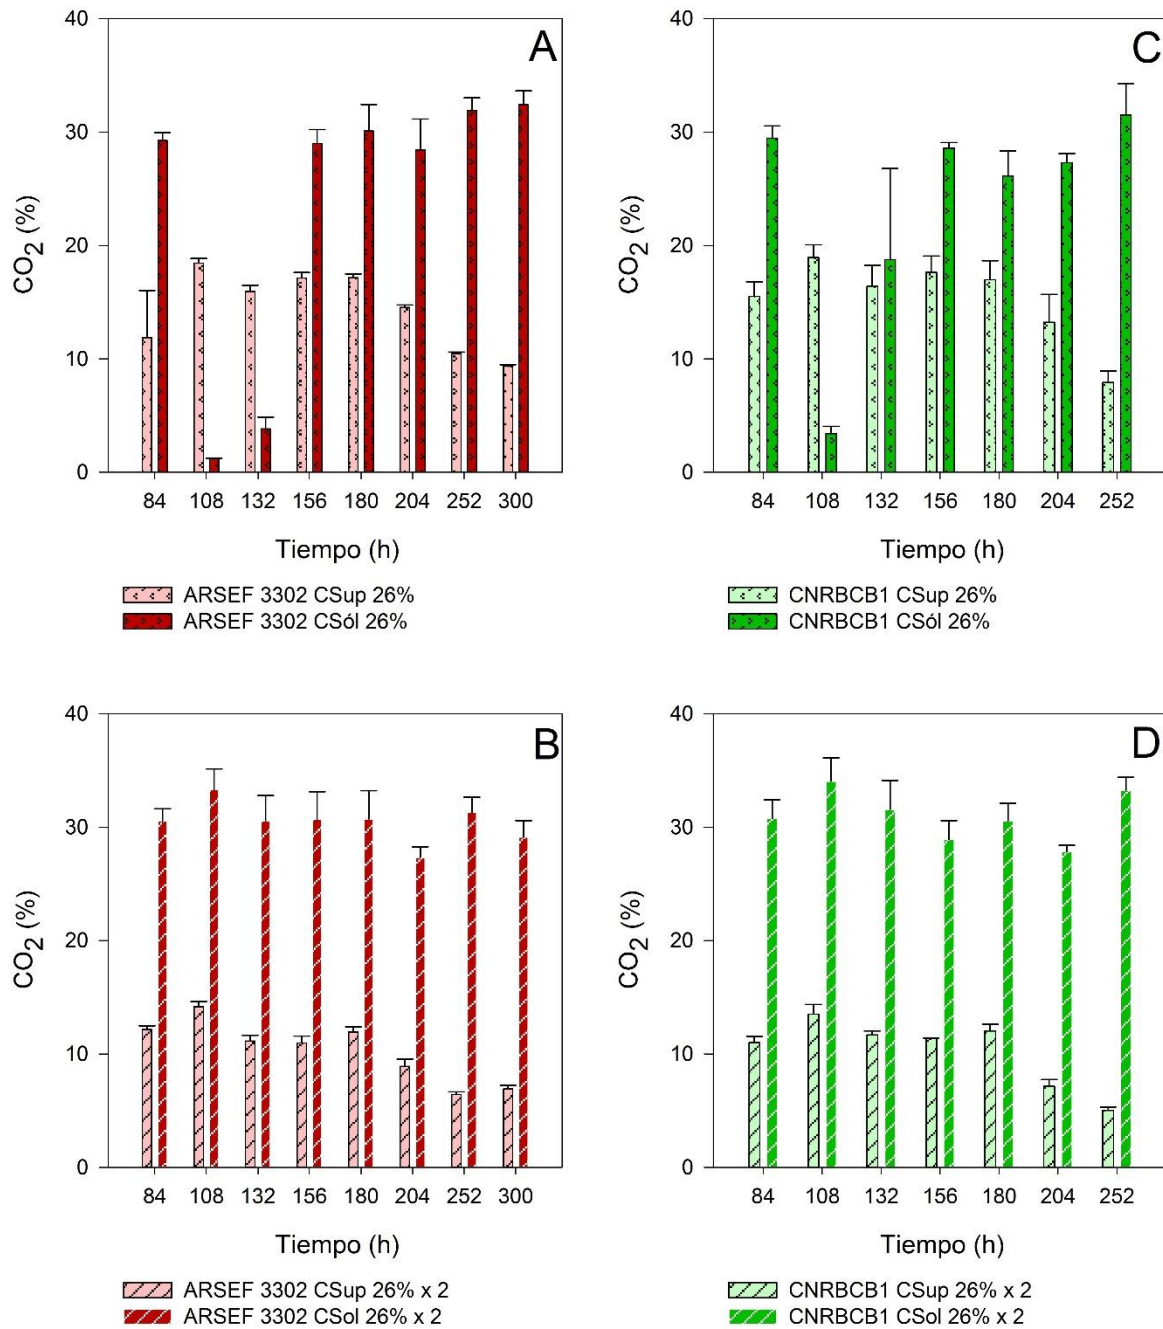 A
40
30
20
10
0
CO2 (%)
84 108 132 156 180 204 252 300
Tiempo (h)
ARSEF 3302 CSup 26%
ARSEF 3302 CSól 26%
C
40
30
20
10
0
CO2 (%)
84 108 132 156 180 204 252
Tiempo (h)
CNRBCB1 CSup 26%
CNRBCB1 CSól 26%
B
40
30
20
10
0
CO2 (%)
84 108 132 156 180 204 252 300
Tiempo (h)
ARSEF 3302 CSup 26% x 2
ARSEF 3302 CSol 26% x 2
D
40
30
20
10
0
CO2 (%)
84 108 132 156 180 204 252
Tiempo (h)
CNRBCB1 CSup 26% x 2
CNRBCB1 CSol 26% x 2